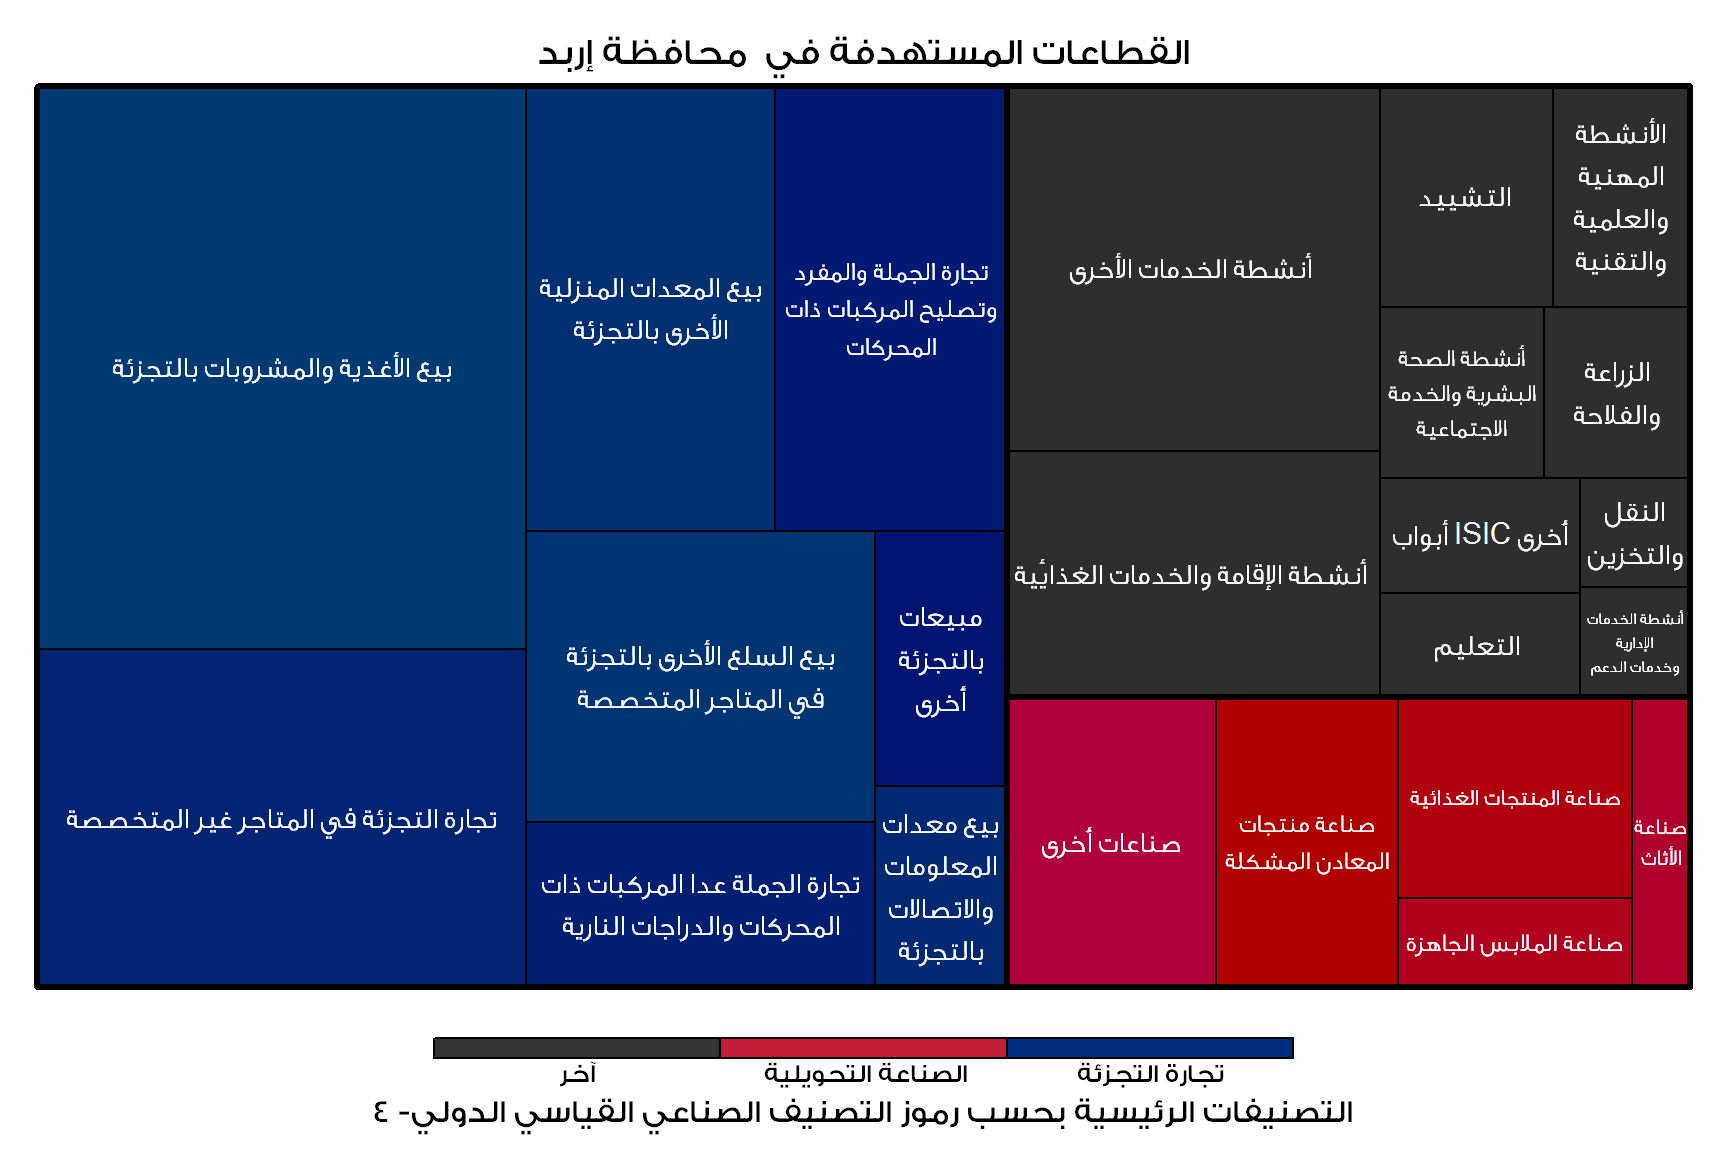 القطاعات المستهدفة في محافظة إربد
بيع الأغذية والمشروبات بالتجزئة
تجارة التجزئة في المتاجر غير المتخصصة
بيع المعدات المنزلية
الأخرى بالتجزئة
تجارة الجملة والمفرد
وتصليح المركبات ذات
المحركات
بيع السلع الأخرى بالتجزئة
في المتاجر المتخصصة
مبيعات
بالتجزئة
أخرى
تجارة الجملة عدا المركبات ذات
المحركات والدراجات النارية
بيع معدات
المعلومات
والاتصالات
بالتجزئة
أنشطة الخدمات الأخرى
أنشطة الإقامة والخدمات الغذائية
التشييد
الأنشطة
المهنية
والعلمية
والتقنية
أنشطة الصحة
البشرية والخدمة
الاجتماعية
الزراعة
والفلاحة
أخرى ISIC أبواب
النقل
والتخزين
التعليم
أنشطة الخدمات
الإدارية
وخدمات الدعم
صناعات أخرى
صناعة منتجات
المعادن المشكلة
صناعة المنتجات الغذائية
صناعة الملابس الجاهزة
صناعة
الأثاث
آخر
الصناعة التحويلية
تجارة التجزئة
التصنيفات الرئيسية بحسب رموز التصنيف الصناعي القياسي الدولي- ٤